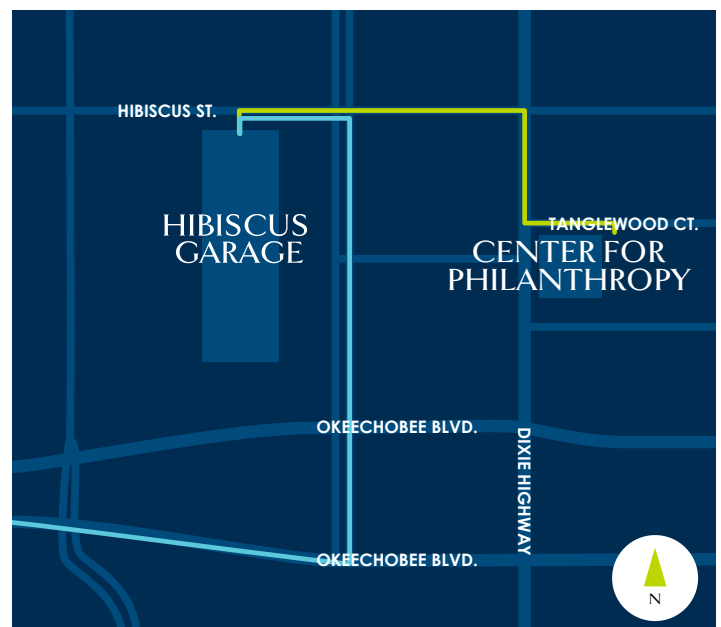 HIBISCUS ST.
HIBISCUS
GARAGE
TANGLEWOOD CT.
CENTER FOR
PHILANTHROPY
OKEECHOBEE BLVD.
DIXIE HIGHWAY
OKEECHOBEE BLVD.
N